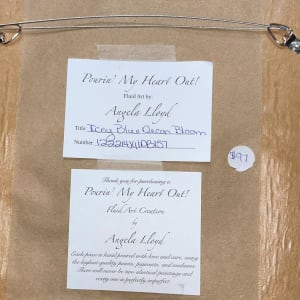 Pourin' My Heart Out!
Fluid Art by
Angela Lloyd
Title Icey Blue Ocean Bloom
Number
$97
Thank you for purchasing a
Pourin' My Heart Out!
Fluid Art Creation
by
Angela Lloyd
Each piece is hand poured with love and care, using
the highest quality paints, pigments, and mediums.
There will never be two identical paintings and
every one is perfectly imperfect.